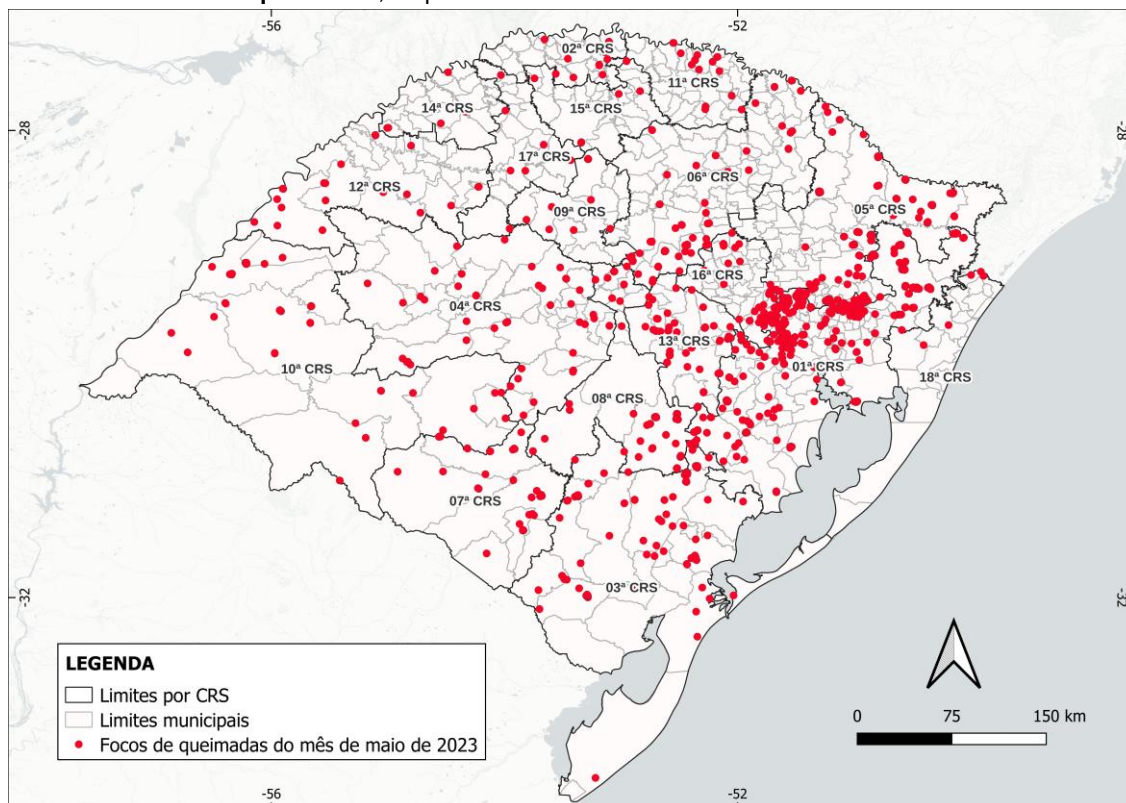 -56
-52
02ª CRS
11ª CRS
14ª CRS
15ª CRS
-28
-28
17ª CRS
06ª CRS
12ª CRS
09ª CRS
05ª CRS
16ª CRS
04ª CRS
13ª CRS
01ª CRS
10ª CRS
18ª CRS
08ª CRS
07ª CRS
03ª CRS
-32
-32
LEGENDA
Limites por CRS
Limites municipais
Focos de queimadas do mês de maio de 2023
0 75 150 km
-56
-52